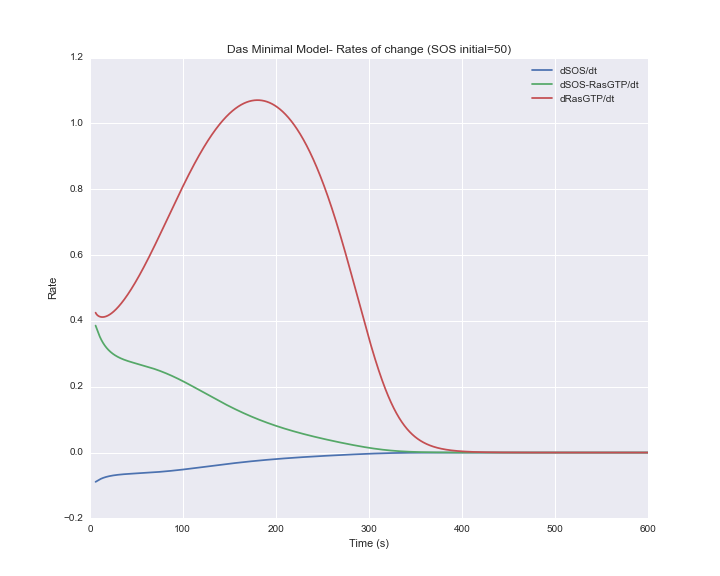 Das Minimal Model- Rates of change (SOS initial=50)
dSOS/dt
dSOS-RasGTP/dt
dRasGTP/dt
1.2
1.0
0.8
0.6
0.4
0.2
0.0
−0.2
Rate
0 100 200 300 400 500 600
Time (s)